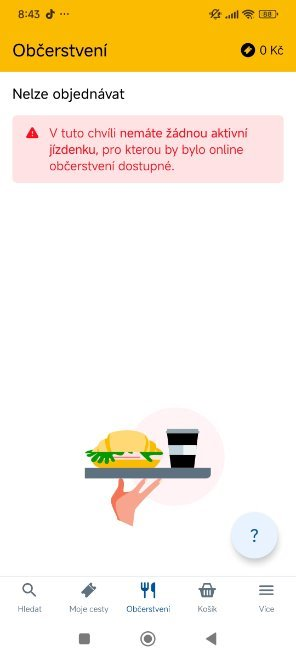 8:43
88
Občerstvení
0 Kč
Nelze objednávat
V tuto chvíli nemáte žádnou aktivní
jízdenku, pro kterou by bylo online
občerstvení dostupné.
?
Hledat
Moje cesty
Občerstvení
Košík
Více